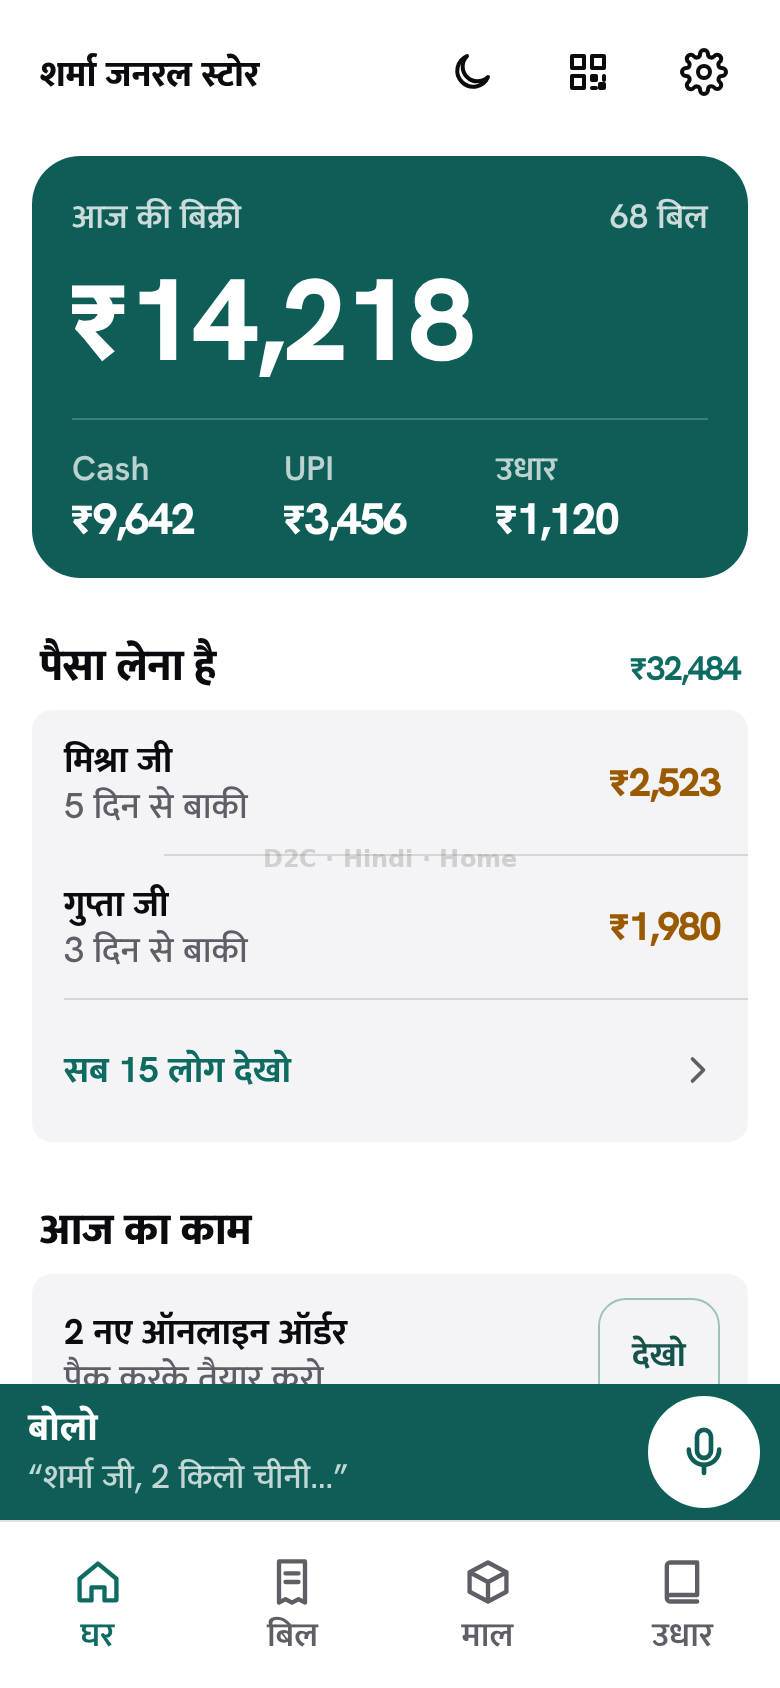 शर्मा जनरल स्टोर
आज की बिक्री 68 बिल
₹14,218
Cash UPI उधार
₹9,642 ₹3,456 ₹1,120
पैसा लेना है ₹32,484
मिश्रा जी
₹2,523
5 दिन से बाकी
D2C · Hindi · Home
गुप्ता जी
₹1,980
3 दिन से बाकी
सब 15 लोग देखो
आज का काम
2 नए ऑनलाइन ऑर्डर
देखो
पैक करके तैयार करो
बोलो
“शर्मा जी, 2 किलो चीनी...”
घर बिल माल उधार